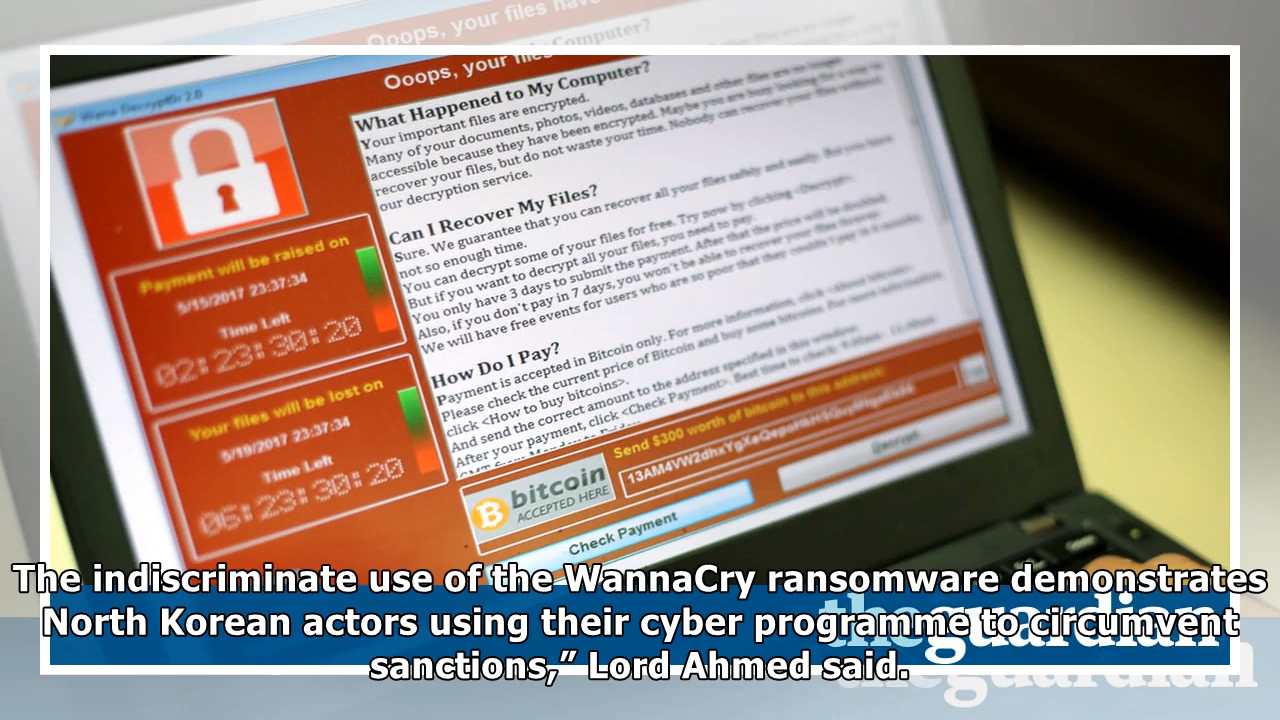 Ooops, your files have
Ooops, your files
Wana Decrypt0r 2.0
What Happened to My Computer?
Your important files are encrypted.
Many of your documents, photos, videos, databases and other files are no longer
accessible because they have been encrypted. Maybe you are busy looking for a way to
recover your files, but do not waste your time. Nobody can recover your files without
our decryption service.
Can I Recover My Files?
Sure. We guarantee that you can recover all your files safely and easily. But you have
not so enough time.
You can decrypt some of your files for free. Try now by clicking <Decrypt>.
But if you want to decrypt all your files, you need to pay.
You only have 3 days to submit the payment. After that the price will be doubled.
Also, if you don't pay in 7 days, you won't be able to recover your files forever.
We will have free events for users who are so poor that they couldn't pay in 6 months.
How Do I Pay?
Payment is accepted in Bitcoin only. For more information, click <About bitcoin>.
Please check the current price of Bitcoin and buy some bitcoins. For more information,
click <How to buy bitcoins>.
And send the correct amount to the address specified in this window.
After your payment, click <Check Payment>. Best time to check:
Payment will be raised on
5/15/2017 23:37:34
Time Left
02:23:30:20
Your files will be lost on
5/19/2017 23:37:34
Time Left
06:23:30:20
bitcoin
ACCEPTED HERE
Send $300 worth of bitcoin to this address:
Check Payment
Decrypt
The indiscriminate use of the WannaCry ransomware demonstrates
North Korean actors using their cyber programme to circumvent
sanctions,” Lord Ahmed said.
theguardian
theguardian